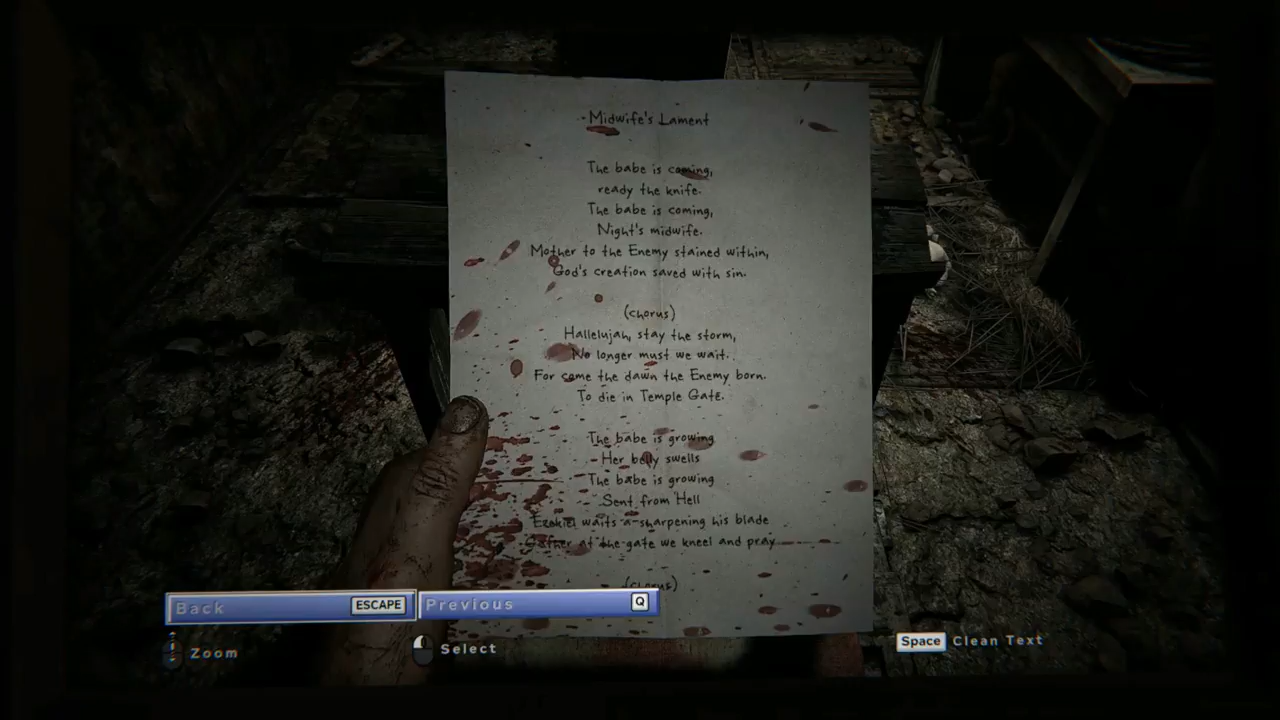 Midwife's Lament
The babe is coming,
ready the knife.
The babe is coming,
Night's midwife.
Mother to the Enemy stained within,
God's creation saved with sin.
(chorus)
Hallelujah, stay the storm,
No longer must we wait.
For come the dawn the Enemy born.
To die in Temple Gate.
The babe is growing
Her belly swells
The babe is growing
Sent from Hell
Ezekiel waits a-sharpening his blade
Gather at the gate we kneel and pray
(chorus)
Back ESCAPE Previous Q
Zoom Select Space Clean Text